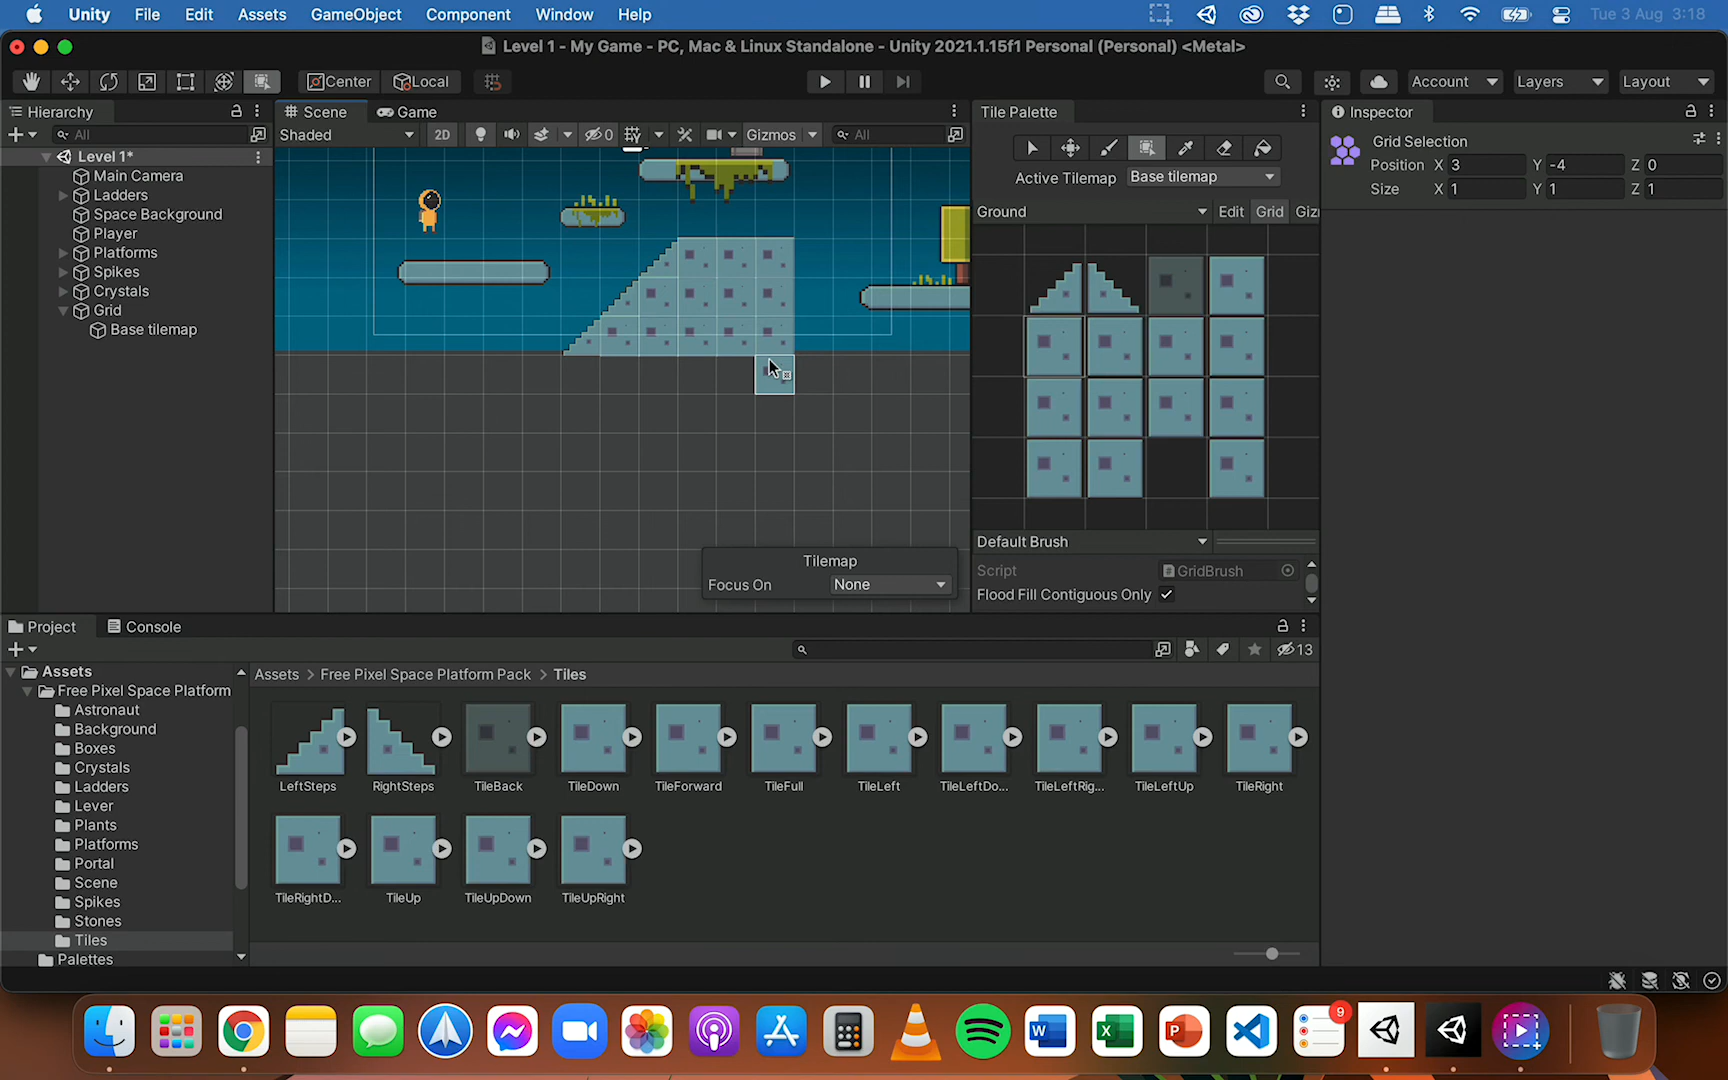 Unity File Edit Assets GameObject Component Window Help Tue 3 Aug 3:18
Level 1 - My Game - PC, Mac & Linux Standalone - Unity 2021.1.15f1 Personal (Personal) <Metal>
Center Local Account Layers Layout
Hierarchy Scene Game Tile Palette Inspector
All Shaded 2D 0 Gizmos All
Level 1*
Main Camera
Ladders
Space Background
Player
Platforms
Spikes
Crystals
Grid
Base tilemap
Tilemap
Focus On None
Active Tilemap Base tilemap
Ground Edit Grid Giz
Default Brush
Script GridBrush
Flood Fill Contiguous Only
Grid Selection
Position X 3 Y -4 Z 0
Size X 1 Y 1 Z 1
Project Console
13
Assets
Free Pixel Space Platform
Astronaut
Background
Boxes
Crystals
Ladders
Lever
Plants
Platforms
Portal
Scene
Spikes
Stones
Tiles
Palettes
Assets > Free Pixel Space Platform Pack > Tiles
LeftSteps RightSteps TileBack TileDown TileForward TileFull TileLeft TileLeftDo... TileLeftRig... TileLeftUp TileRight
TileRightD... TileUp TileUpDown TileUpRight
W X P 9